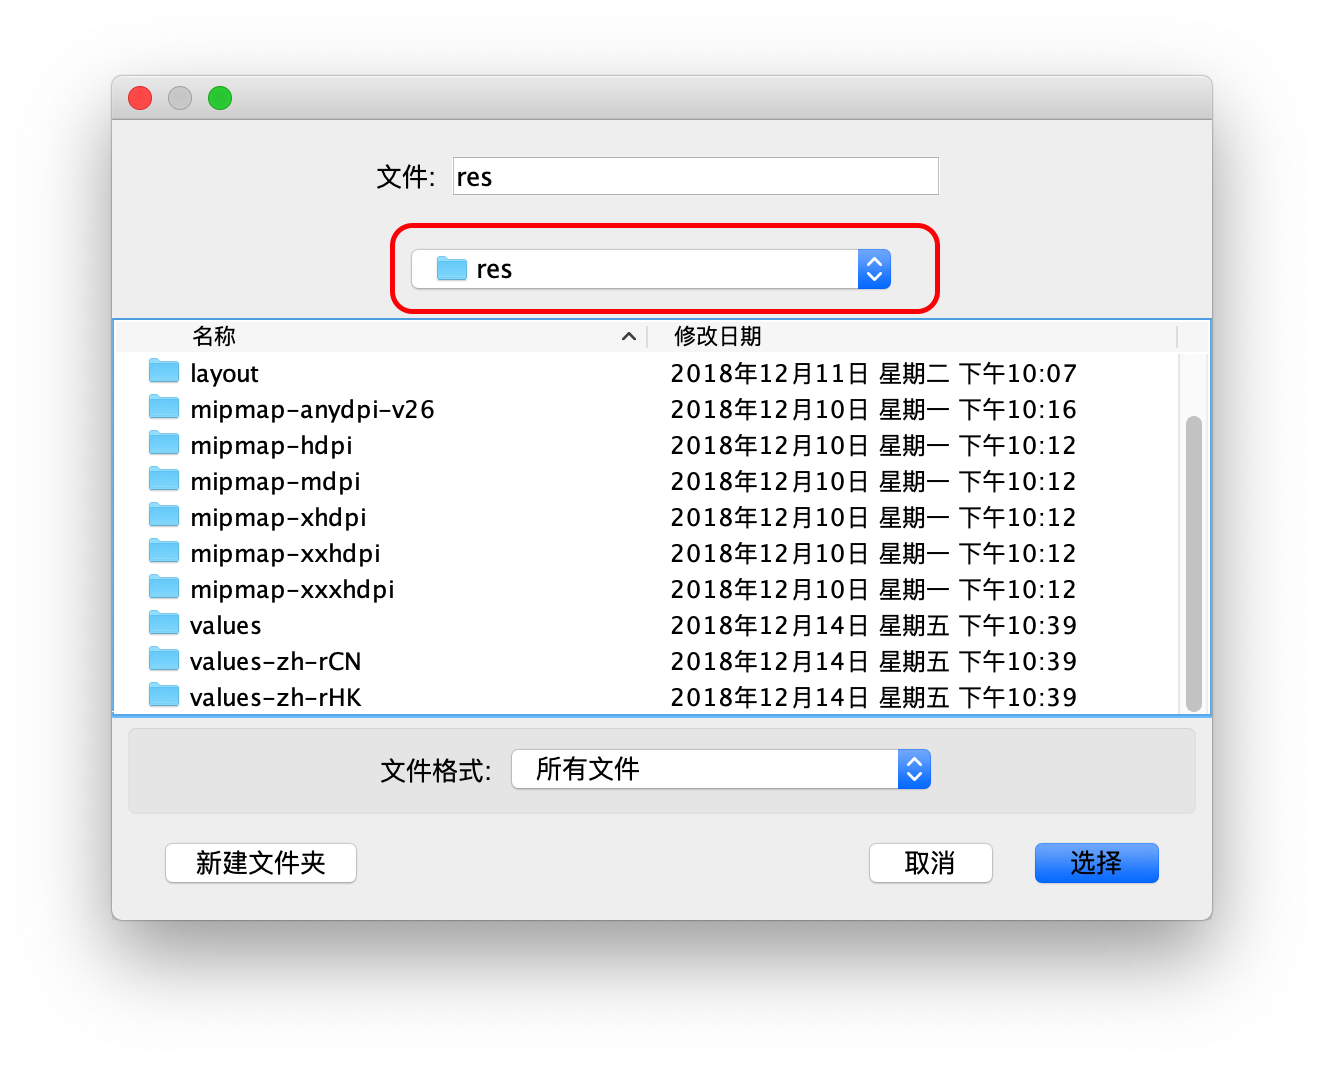 文件: res
res
名称 修改日期
layout 2018年12月11日 星期二 下午10:07
mipmap-anydpi-v26 2018年12月10日 星期一 下午10:16
mipmap-hdpi 2018年12月10日 星期一 下午10:12
mipmap-mdpi 2018年12月10日 星期一 下午10:12
mipmap-xhdpi 2018年12月10日 星期一 下午10:12
mipmap-xxhdpi 2018年12月10日 星期一 下午10:12
mipmap-xxxhdpi 2018年12月10日 星期一 下午10:12
values 2018年12月14日 星期五 下午10:39
values-zh-rCN 2018年12月14日 星期五 下午10:39
values-zh-rHK 2018年12月14日 星期五 下午10:39
文件格式: 所有文件
新建文件夹 取消 选择